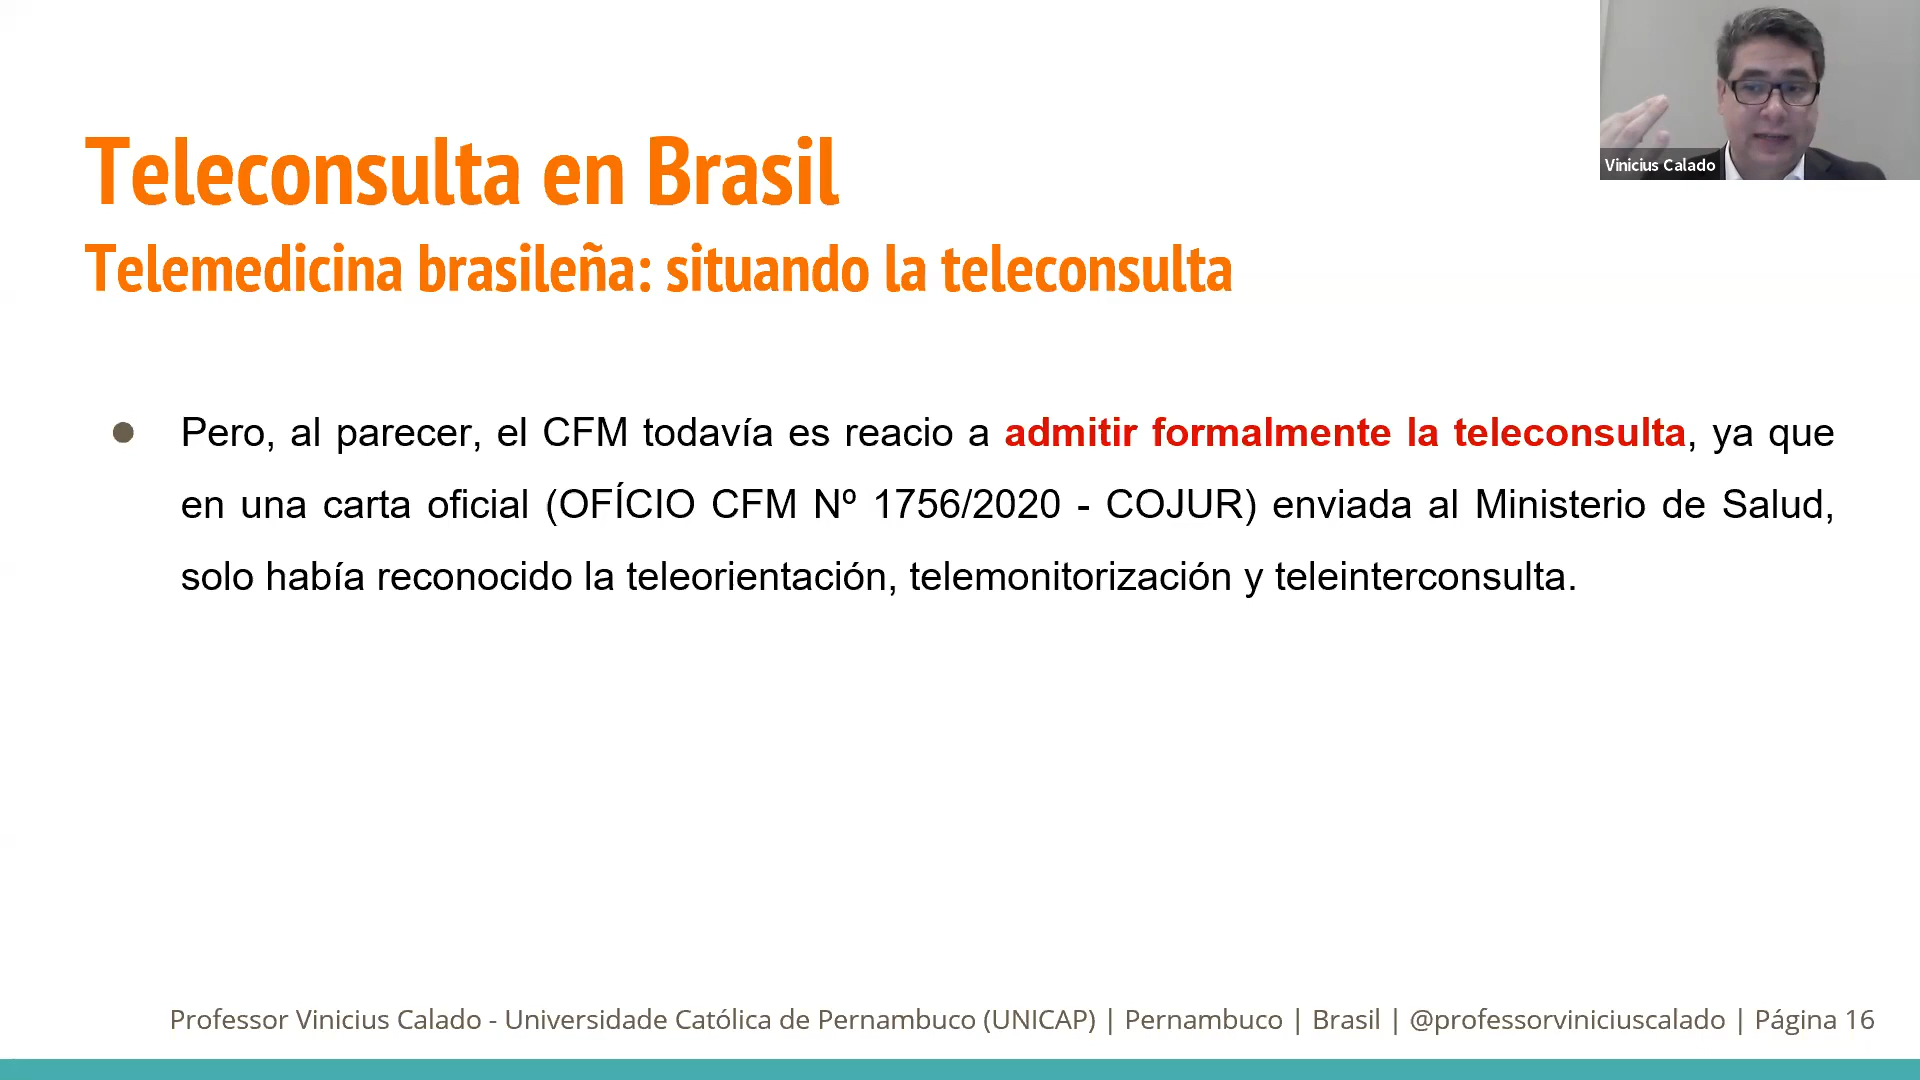 Vinicius Calado
Teleconsulta en Brasil
Telemedicina brasileña: situando la teleconsulta
● Pero, al parecer, el CFM todavía es reacio a admitir formalmente la teleconsulta, ya que
en una carta oficial (OFÍCIO CFM Nº 1756/2020 - COJUR) enviada al Ministerio de Salud,
solo había reconocido la teleorientación, telemonitorización y teleinterconsulta.
Professor Vinicius Calado - Universidade Católica de Pernambuco (UNICAP) | Pernambuco | Brasil | @professorviniciuscalado | Página 16